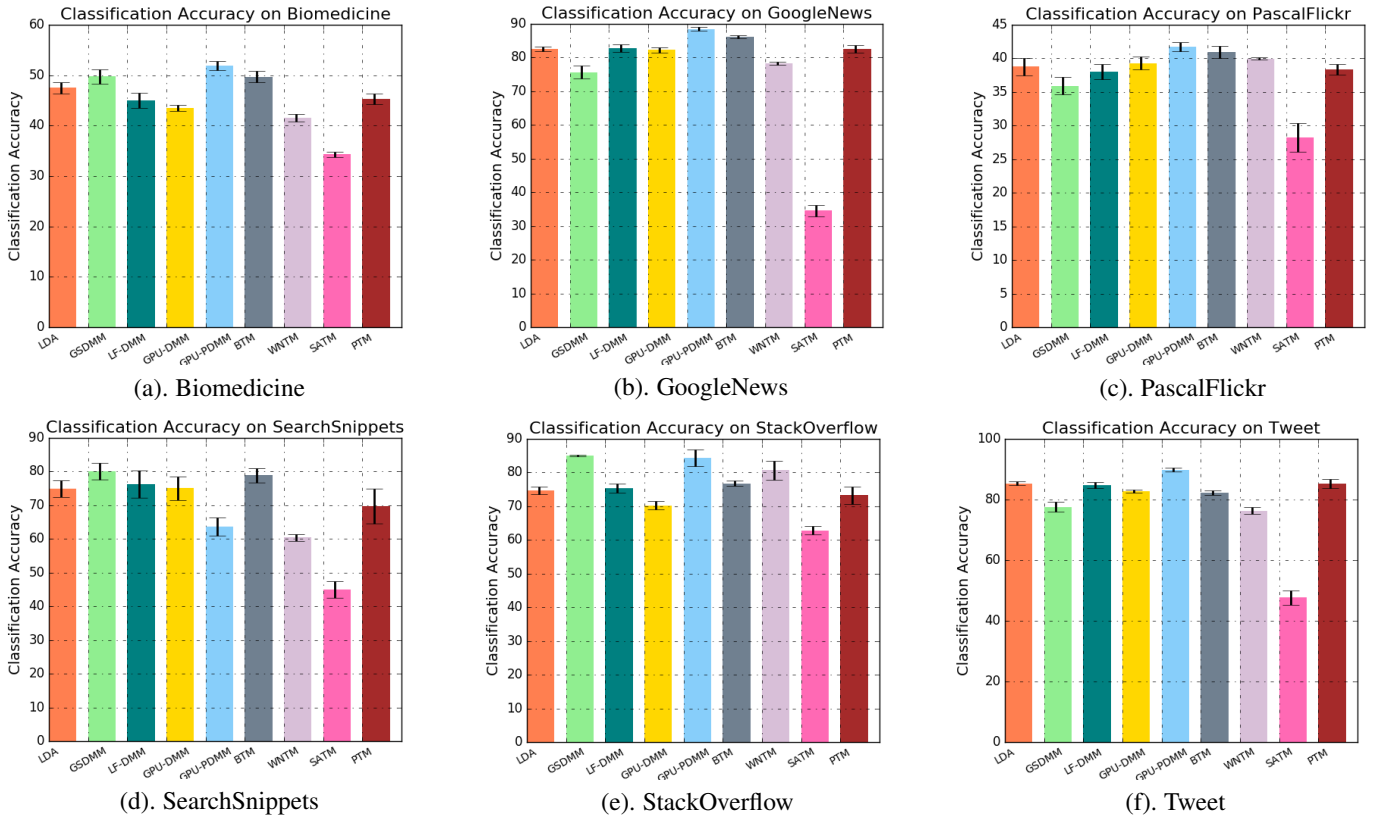 Classification Accuracy on Biomedicine
Classification Accuracy
60
50
40
30
20
10
0
LDA
GSDMM
LF-DMM
GPU-DMM
GPU-PDMM
BTM
WNTM
SATM
PTM
(a). Biomedicine
Classification Accuracy on GoogleNews
Classification Accuracy
90
80
70
60
50
40
30
20
10
0
LDA
GSDMM
LF-DMM
GPU-DMM
GPU-PDMM
BTM
WNTM
SATM
PTM
(b). GoogleNews
Classification Accuracy on PascalFlickr
Classification Accuracy
45
40
35
30
25
20
15
10
5
0
LDA
GSDMM
LF-DMM
GPU-DMM
GPU-PDMM
BTM
WNTM
SATM
PTM
(c). PascalFlickr
Classification Accuracy on SearchSnippets
Classification Accuracy
90
80
70
60
50
40
30
20
10
0
LDA
GSDMM
LF-DMM
GPU-DMM
GPU-PDMM
BTM
WNTM
SATM
PTM
(d). SearchSnippets
Classification Accuracy on StackOverflow
Classification Accuracy
90
80
70
60
50
40
30
20
10
0
LDA
GSDMM
LF-DMM
GPU-DMM
GPU-PDMM
BTM
WNTM
SATM
PTM
(e). StackOverflow
Classification Accuracy on Tweet
Classification Accuracy
100
80
60
40
20
0
LDA
GSDMM
LF-DMM
GPU-DMM
GPU-PDMM
BTM
WNTM
SATM
PTM
(f). Tweet